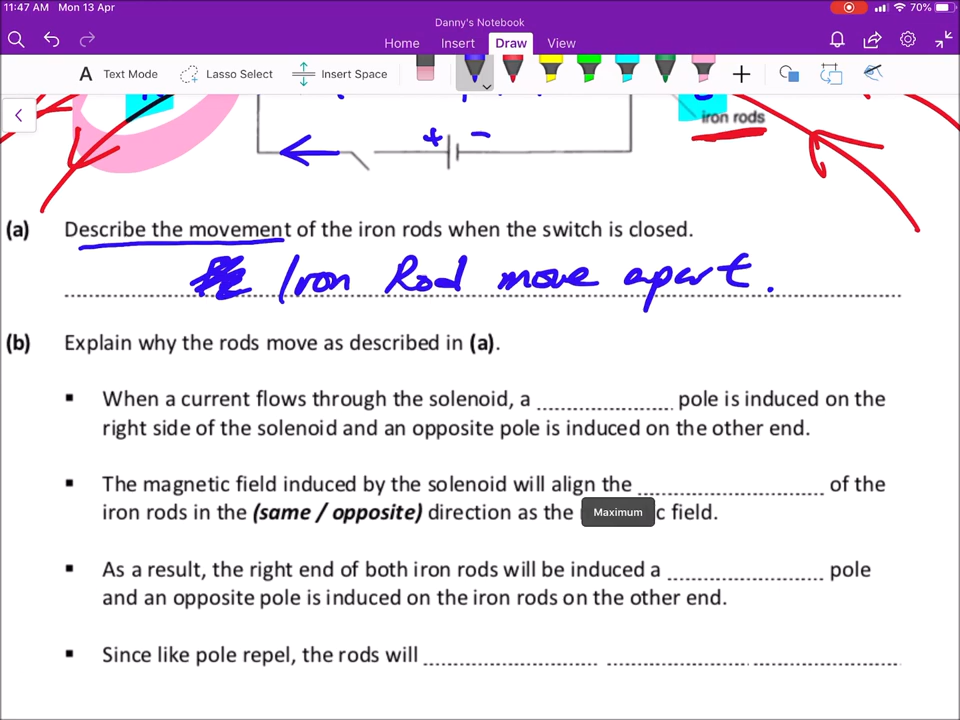 11:47 AM Mon 13 Apr
70%
Danny's Notebook
Home Insert Draw View
A Text Mode Lasso Select Insert Space
iron rods
+ −
(a) Describe the movement of the iron rods when the switch is closed.
Iron Rod move apart.
(b) Explain why the rods move as described in (a).
▪ When a current flows through the solenoid, a ........................ pole is induced on the
right side of the solenoid and an opposite pole is induced on the other end.
▪ The magnetic field induced by the solenoid will align the ................................ of the
iron rods in the (same / opposite) direction as the c field.
Maximum
▪ As a result, the right end of both iron rods will be induced a ........................... pole
and an opposite pole is induced on the iron rods on the other end.
▪ Since like pole repel, the rods will .............................. ......................... .........................